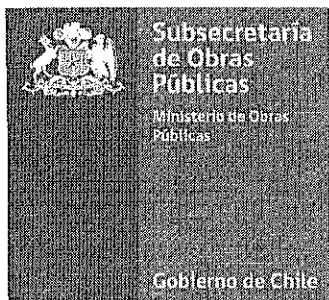 Subsecretaría
de Obras
Públicas
Ministerio de Obras
Públicas
Gobierno de Chile